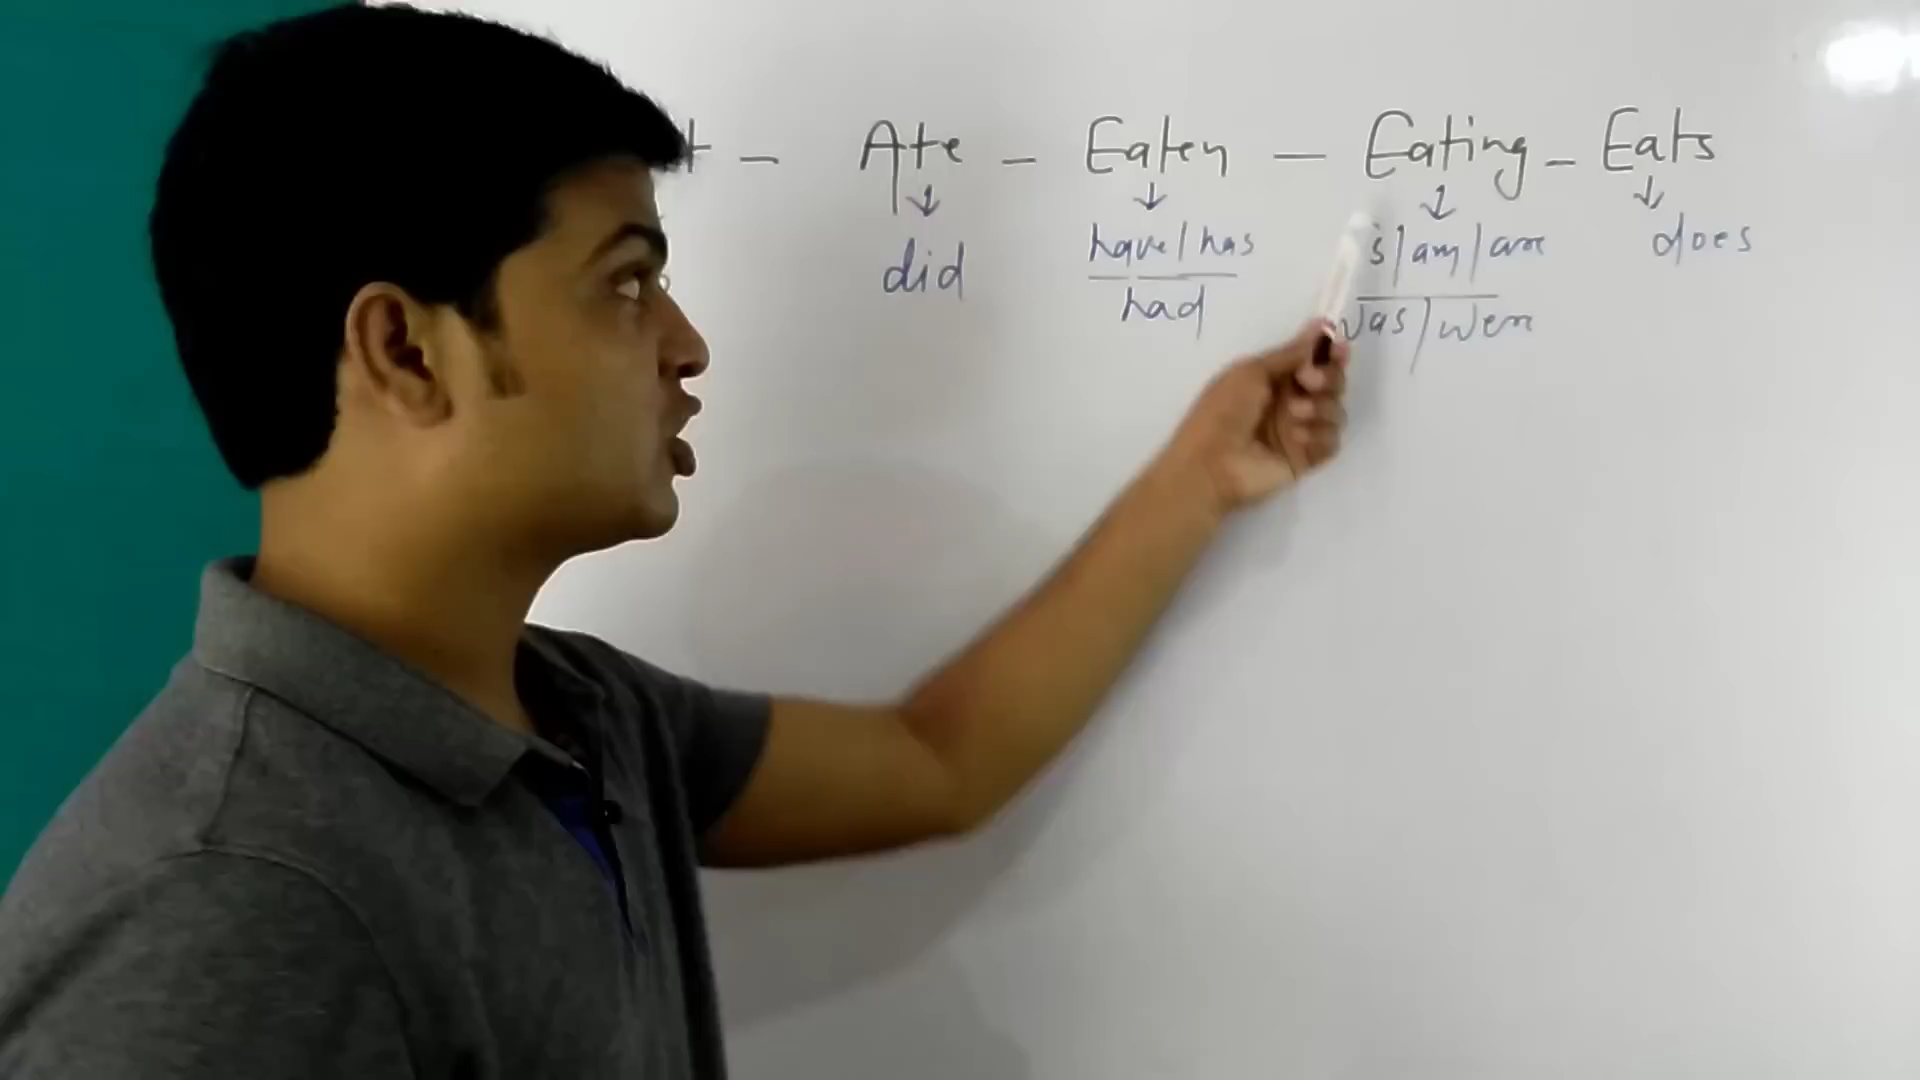 t - Ate - Eaten - Eating - Eats
did have/has is/am/are does
had was/were